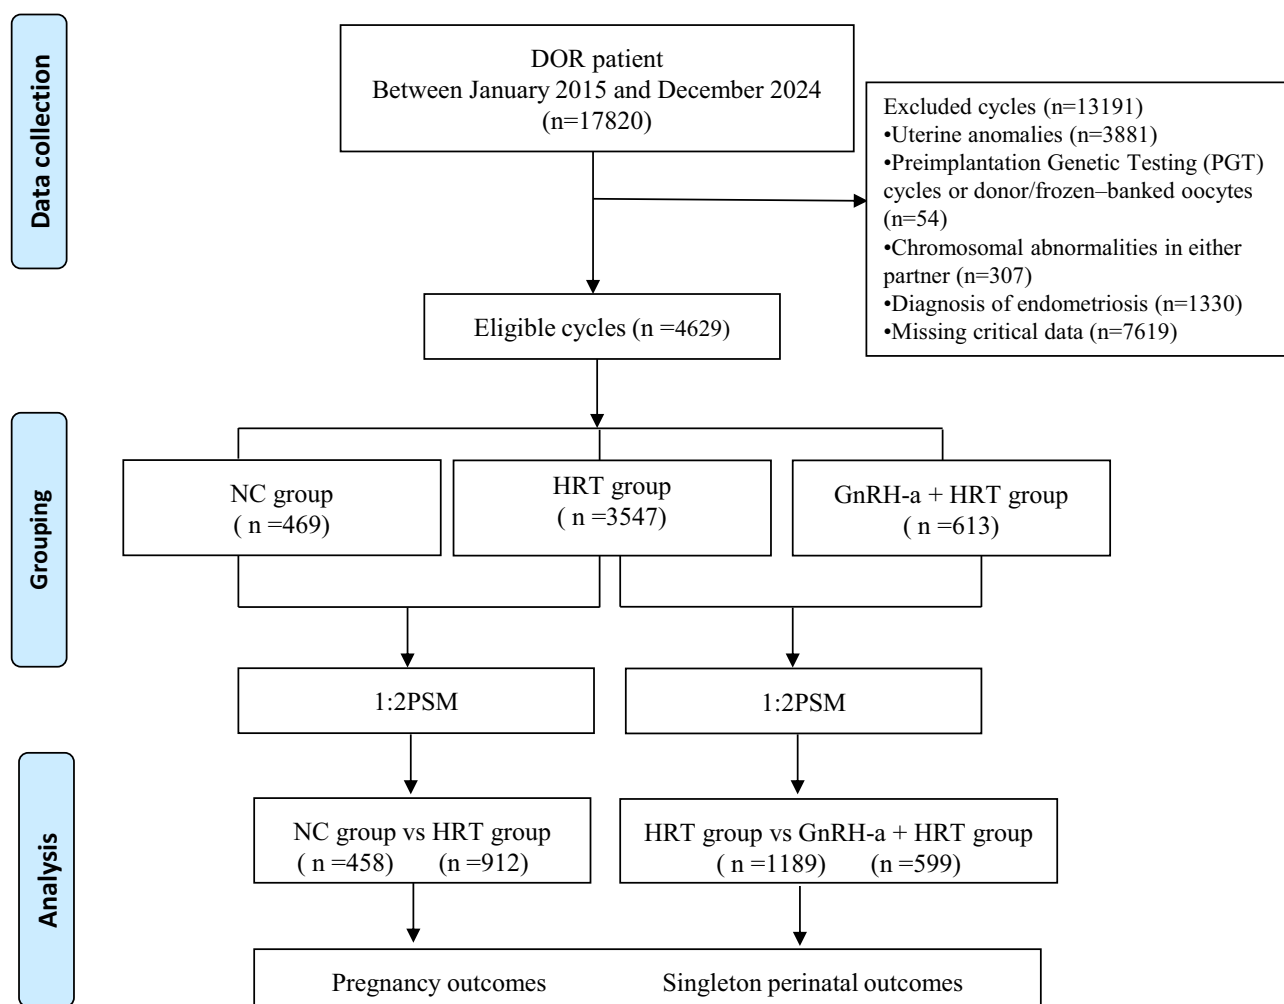 Data collection
DOR patient
Between January 2015 and December 2024
(n=17820)
Excluded cycles (n=13191)
•Uterine anomalies (n=3881)
•Preimplantation Genetic Testing (PGT)
cycles or donor/frozen–banked oocytes
(n=54)
•Chromosomal abnormalities in either
partner (n=307)
•Diagnosis of endometriosis (n=1330)
•Missing critical data (n=7619)
Eligible cycles (n =4629)
Grouping
NC group
( n =469)
HRT group
( n =3547)
GnRH-a + HRT group
( n =613)
1:2PSM
1:2PSM
Analysis
NC group vs HRT group
( n =458) (n =912)
HRT group vs GnRH-a + HRT group
( n =1189) (n =599)
Pregnancy outcomes Singleton perinatal outcomes